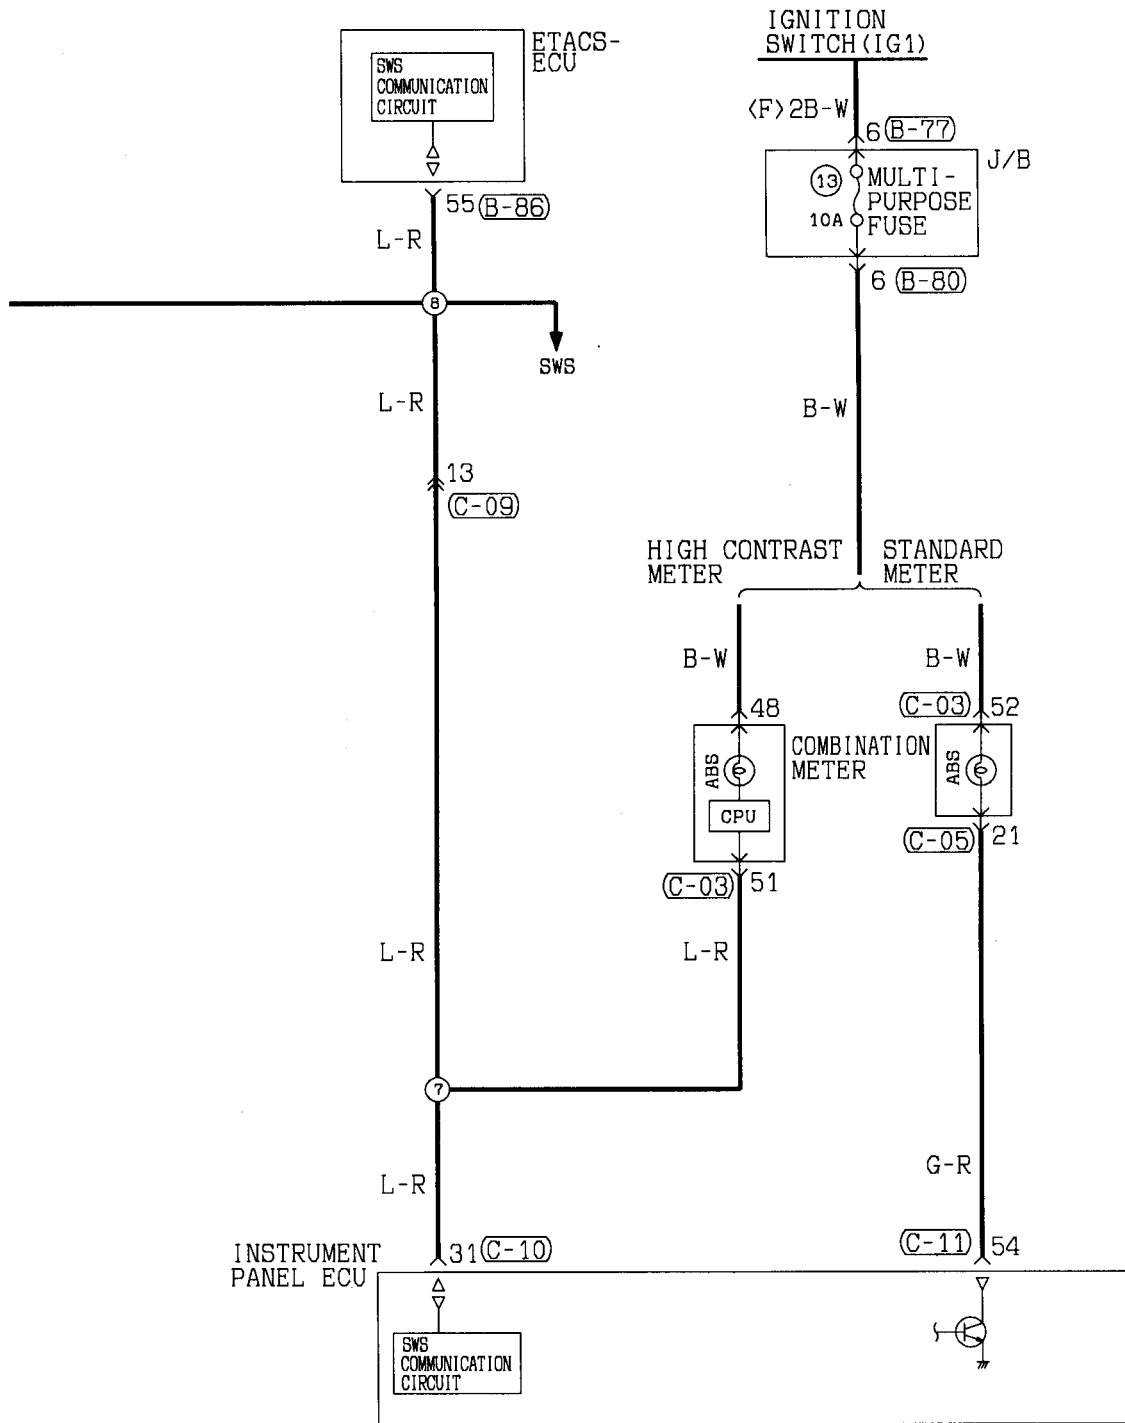 IGNITION
SWITCH(IG1)
ETACS-
ECU
SWS
COMMUNICATION
CIRCUIT
<F>2B-W
6 (B-77)
J/B
13
MULTI-
PURPOSE
FUSE
10A
55 (B-86)
L-R
6 (B-80)
8
SWS
L-R
B-W
13
(C-09)
HIGH CONTRAST
METER
STANDARD
METER
B-W
B-W
48
(C-03) 52
ABS
CPU
COMBINATION
METER
ABS
(C-05) 21
(C-03) 51
L-R
L-R
7
G-R
L-R
INSTRUMENT
PANEL ECU
31 (C-10)
(C-11) 54
SWS
COMMUNICATION
CIRCUIT